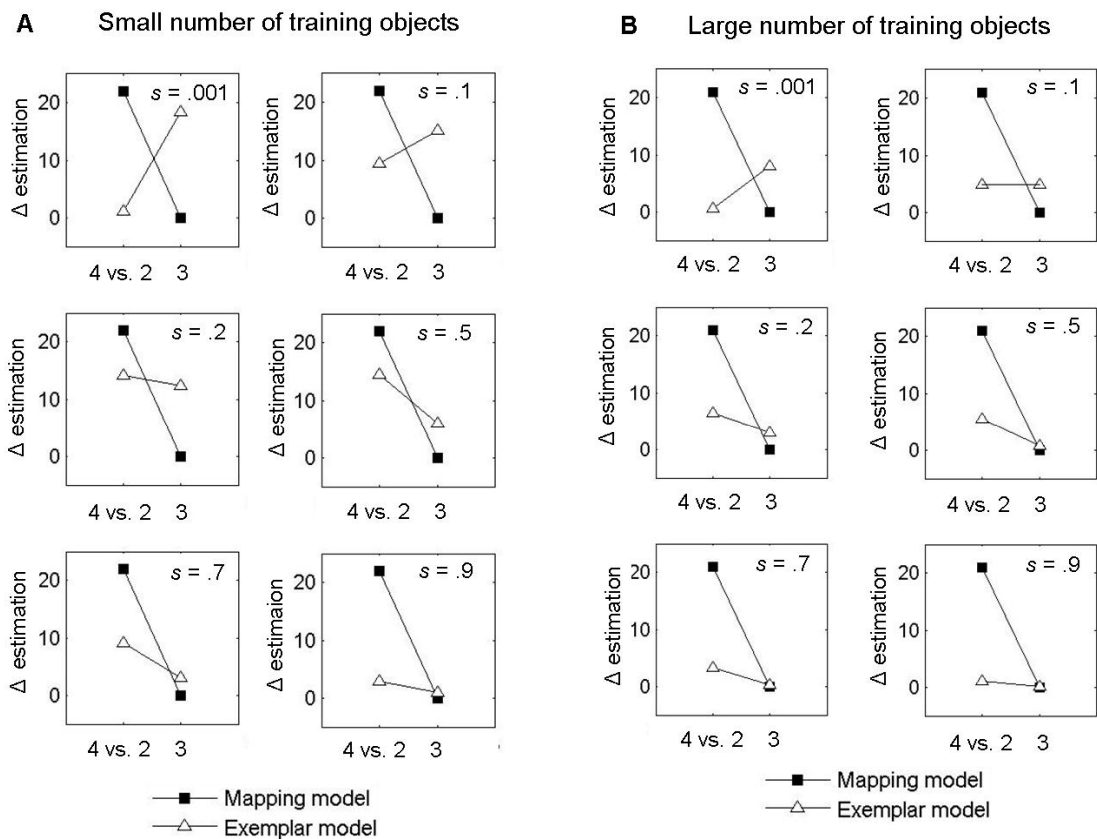 A Small number of training objects
Δ estimation
20
10
0
s = .001
4 vs. 2 3
Δ estimation
20
10
0
s = .1
4 vs. 2 3
Δ estimation
20
10
0
s = .2
4 vs. 2 3
Δ estimation
20
10
0
s = .5
4 vs. 2 3
Δ estimation
20
10
0
s = .7
4 vs. 2 3
Δ estimaion
20
10
0
s = .9
4 vs. 2 3
Mapping model
Exemplar model
B Large number of training objects
Δ estimation
20
10
0
s = .001
4 vs. 2 3
Δ estimation
20
10
0
s = .1
4 vs. 2 3
Δ estimation
20
10
0
s = .2
4 vs. 2 3
Δ estimation
20
10
0
s = .5
4 vs. 2 3
Δ estimation
20
10
0
s = .7
4 vs. 2 3
Δ estimation
20
10
0
s = .9
4 vs. 2 3
Mapping model
Exemplar model